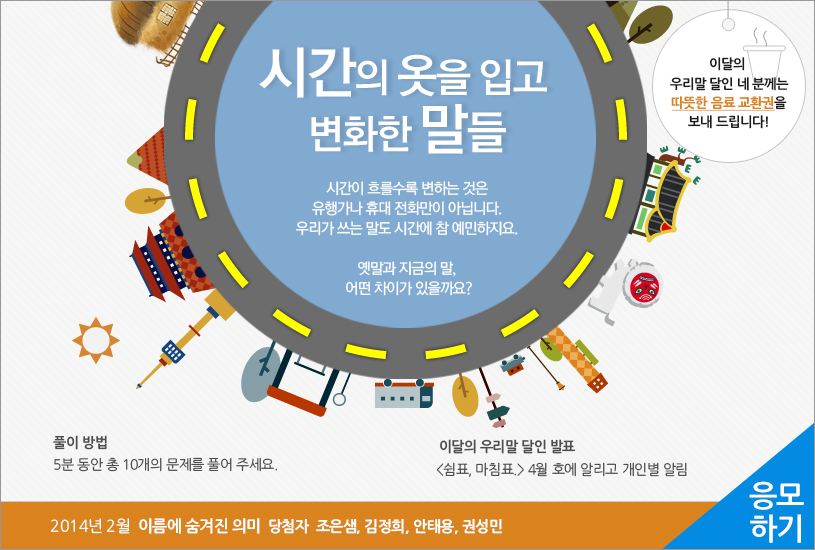 시간의 옷을 입고
변화한 말들
시간이 흐를수록 변하는 것은
유행가나 휴대 전화만이 아닙니다.
우리가 쓰는 말도 시간에 참 예민하지요.
옛말과 지금의 말,
어떤 차이가 있을까요?
이달의
우리말 달인 네 분께는
따뜻한 음료 교환권을
보내 드립니다!
풀이 방법
5분 동안 총 10개의 문제를 풀어 주세요.
이달의 우리말 달인 발표
<쉼표, 마침표.> 4월 호에 알리고 개인별 알림
2014년 2월 이름에 숨겨진 의미 당첨자 조은샘, 김정희, 안태용, 권성민
응모
하기